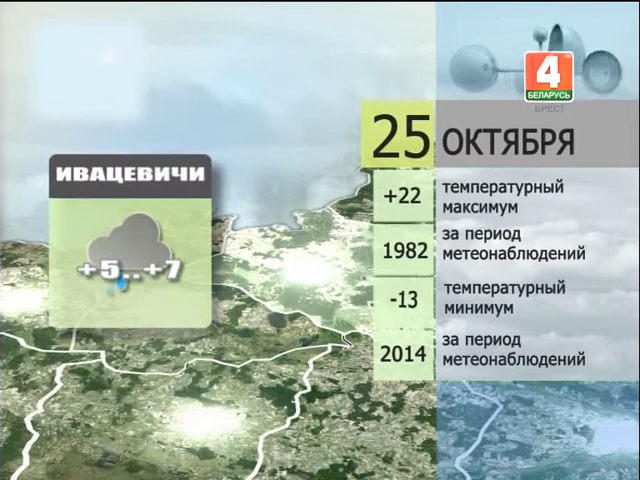 4
БЕЛАРУСЬ
БРЕСТ
25 ОКТЯБРЯ
ИВАЦЕВИЧИ
+5..+7
+22
температурный
максимум
1982
за период
метеонаблюдений
-13
температурный
минимум
2014
за период
метеонаблюдений